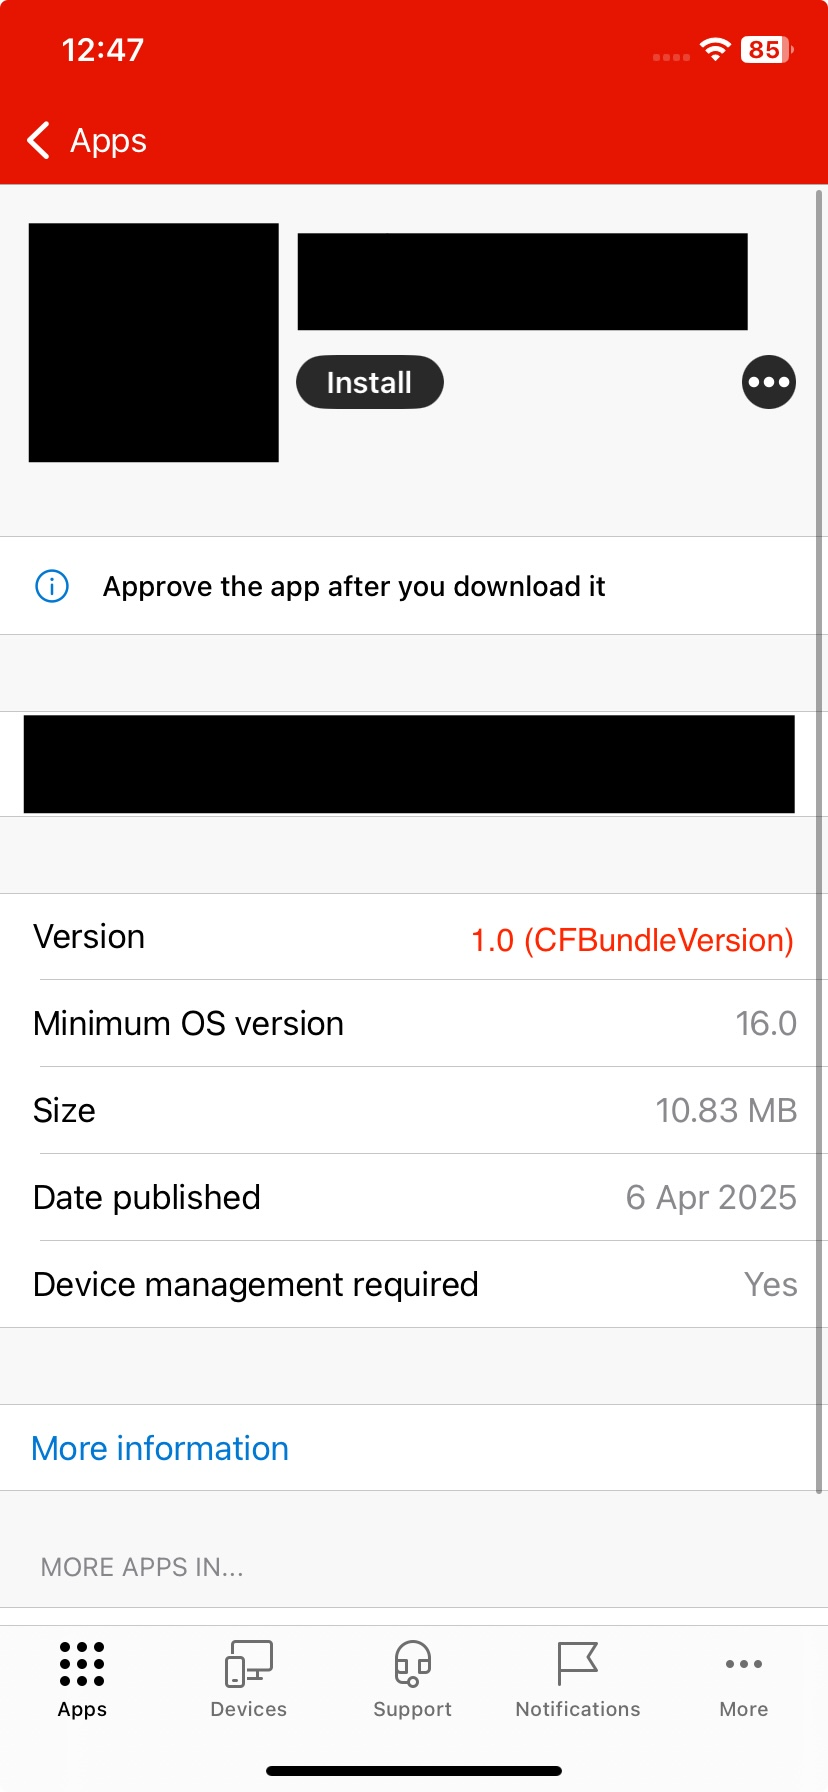 12:47
85
Apps
Install
Approve the app after you download it
Version
1.0 (CFBundleVersion)
Minimum OS version
16.0
Size
10.83 MB
Date published
6 Apr 2025
Device management required
Yes
More information
MORE APPS IN...
Apps
Devices
Support
Notifications
More